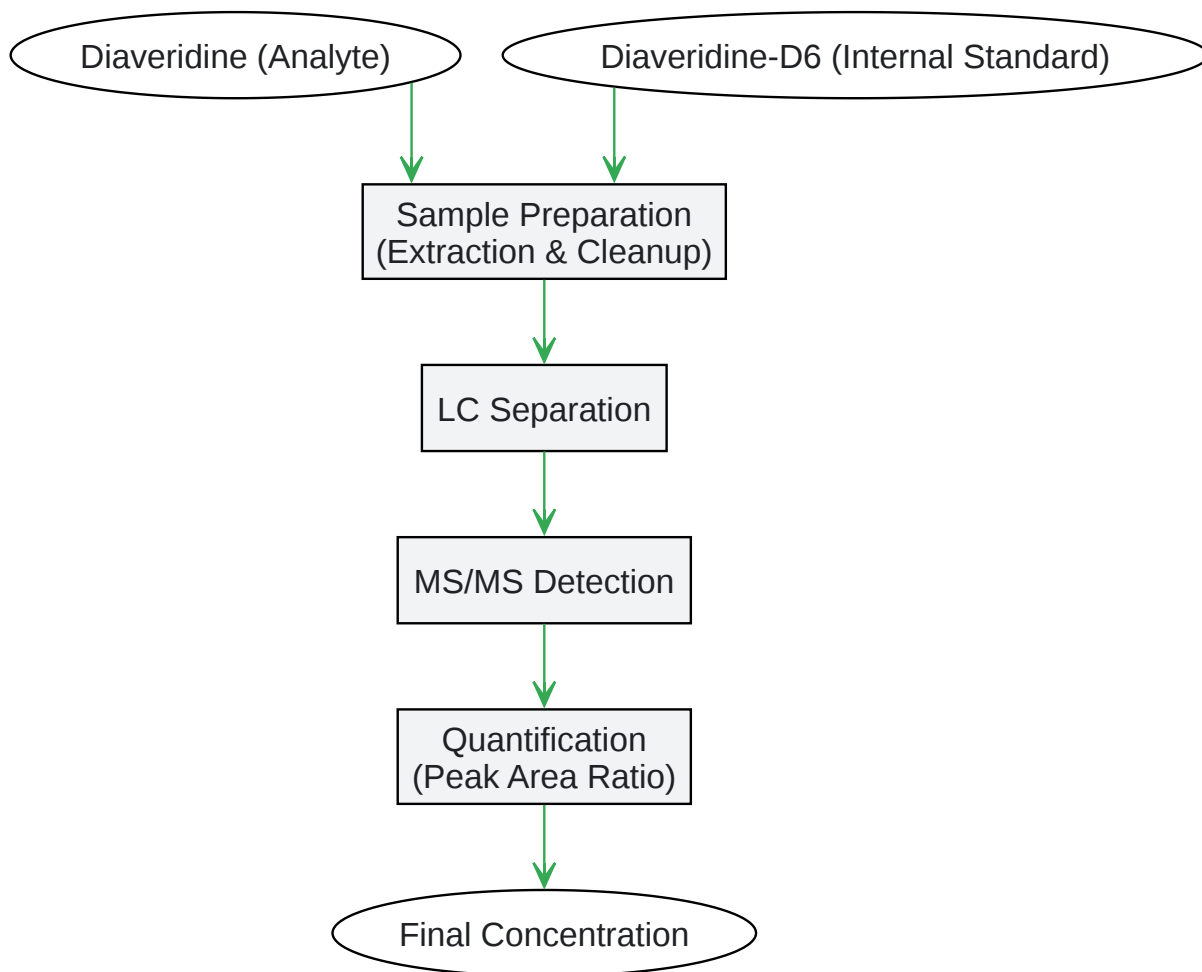 Diaveridine (Analyte)
Diaveridine-D6 (Internal Standard)
Sample Preparation
(Extraction & Cleanup)
LC Separation
MS/MS Detection
Quantification
(Peak Area Ratio)
Final Concentration